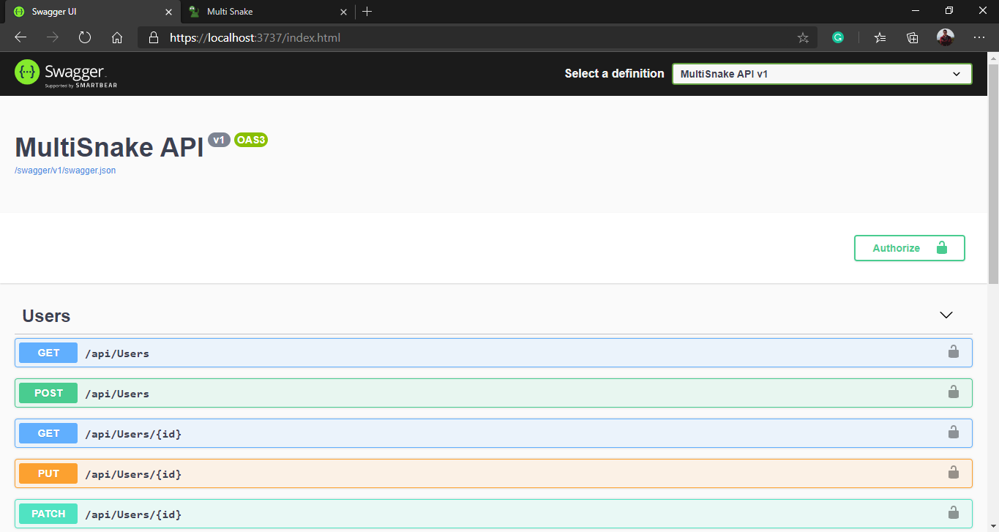 Swagger UI
Multi Snake
https://localhost:3737/index.html
G
{···} Swagger.
Supported by SMARTBEAR
Select a definition
MultiSnake API v1
MultiSnake API v1 OAS3
/swagger/v1/swagger.json
Authorize
Users
GET /api/Users
POST /api/Users
GET /api/Users/{id}
PUT /api/Users/{id}
PATCH /api/Users/{id}